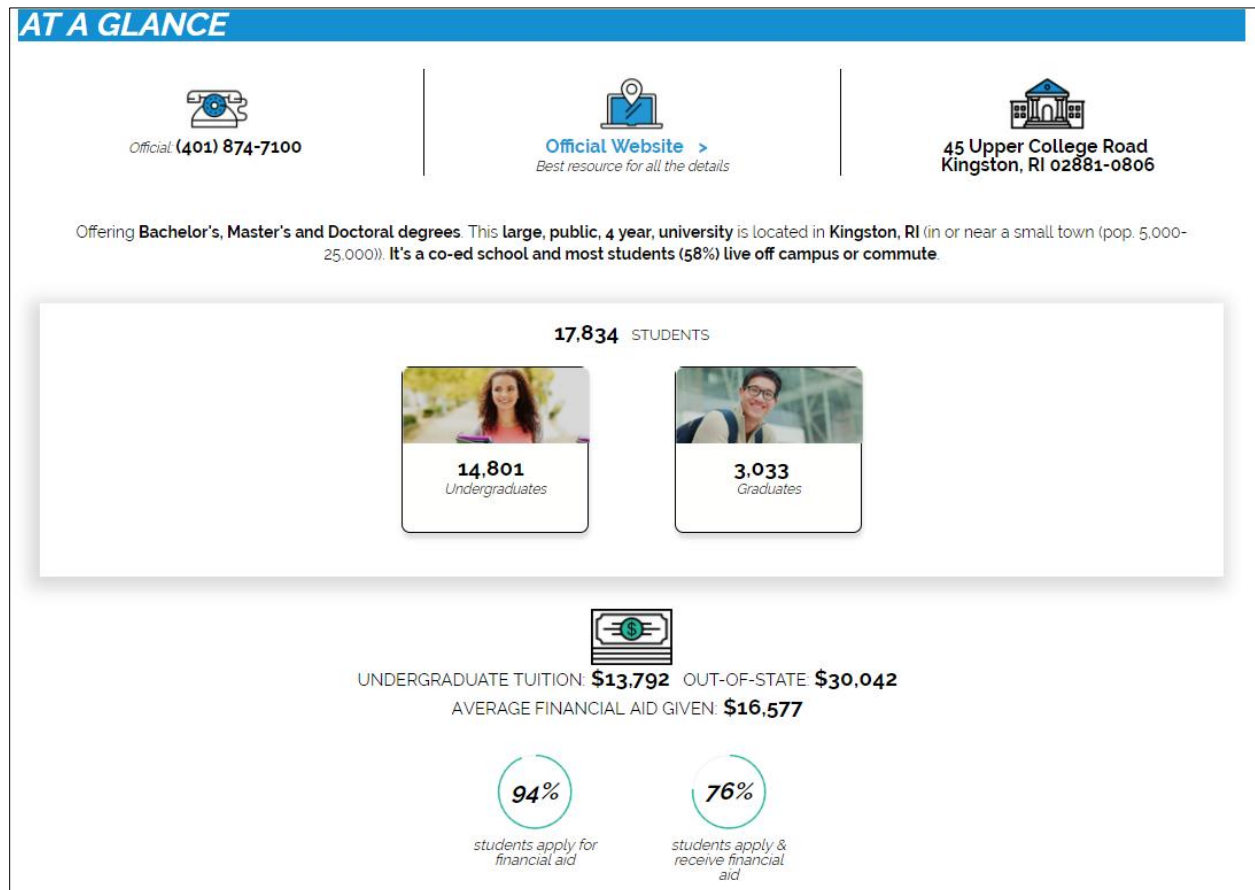 AT A GLANCE
Official: (401) 874-7100
Official Website >
Best resource for all the details
45 Upper College Road
Kingston, RI 02881-0806
Offering Bachelor's, Master's and Doctoral degrees. This large, public, 4 year, university is located in Kingston, RI (in or near a small town (pop. 5,000-
25,000)). It's a co-ed school and most students (58%) live off campus or commute.
17,834 STUDENTS
14,801
Undergraduates
3,033
Graduates
$
UNDERGRADUATE TUITION: $13,792 OUT-OF-STATE: $30,042
AVERAGE FINANCIAL AID GIVEN: $16,577
94%
students apply for
financial aid
76%
students apply &
receive financial
aid